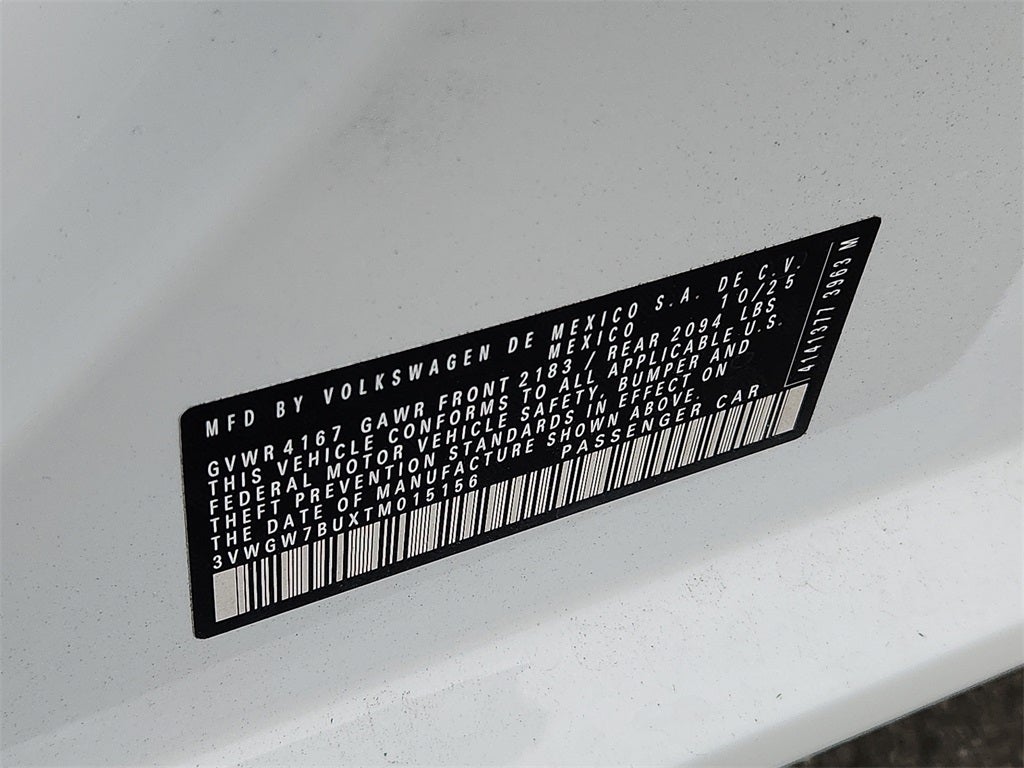 MFD BY VOLKSWAGEN DE MEXICO S.A. DE C.V.
MEXICO 10/25
GVWR 4167 GAWR FRONT 2183 / REAR 2094 LBS
THIS VEHICLE CONFORMS TO ALL APPLICABLE U.S.
FEDERAL MOTOR VEHICLE SAFETY, BUMPER AND
THEFT PREVENTION STANDARDS IN EFFECT ON
THE DATE OF MANUFACTURE SHOWN ABOVE.
3VWGW7BUXTM015156 PASSENGER CAR
4141377 3963 M